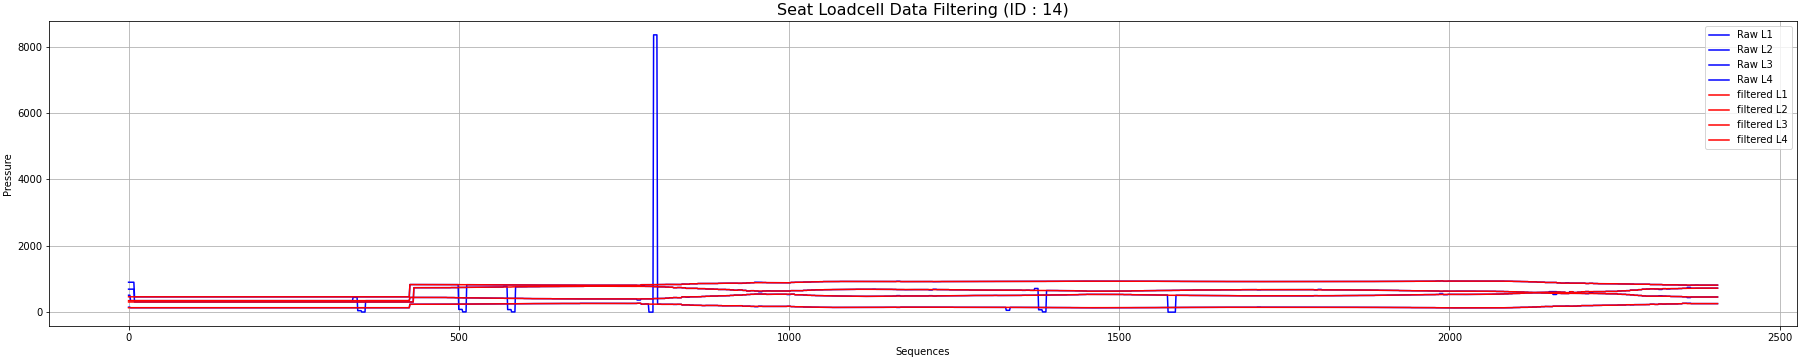 Seat Loadcell Data Filtering (ID : 14)
8000
6000
4000
2000
0
Pressure
Raw L1
Raw L2
Raw L3
Raw L4
filtered L1
filtered L2
filtered L3
filtered L4
0 500 1000 1500 2000 2500
Sequences